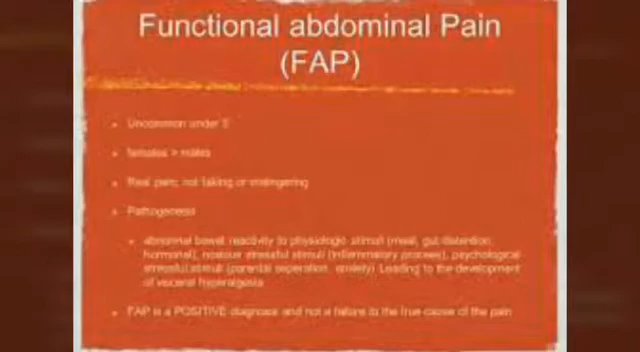 Functional abdominal Pain
(FAP)
Uncommon under 5
females > males
Real pain; not faking or malingering
Pathogenesis
abnormal bowel reactivity to physiologic stimuli (meal, gut distention,
hormonal), noxious stressful stimuli (inflammatory process), psychological
stressful stimuli (parental seperation, anxiety) Leading to the development
of visceral hyperalgesia
FAP is a POSITIVE diagnosis and not a failure to the true cause of the pain